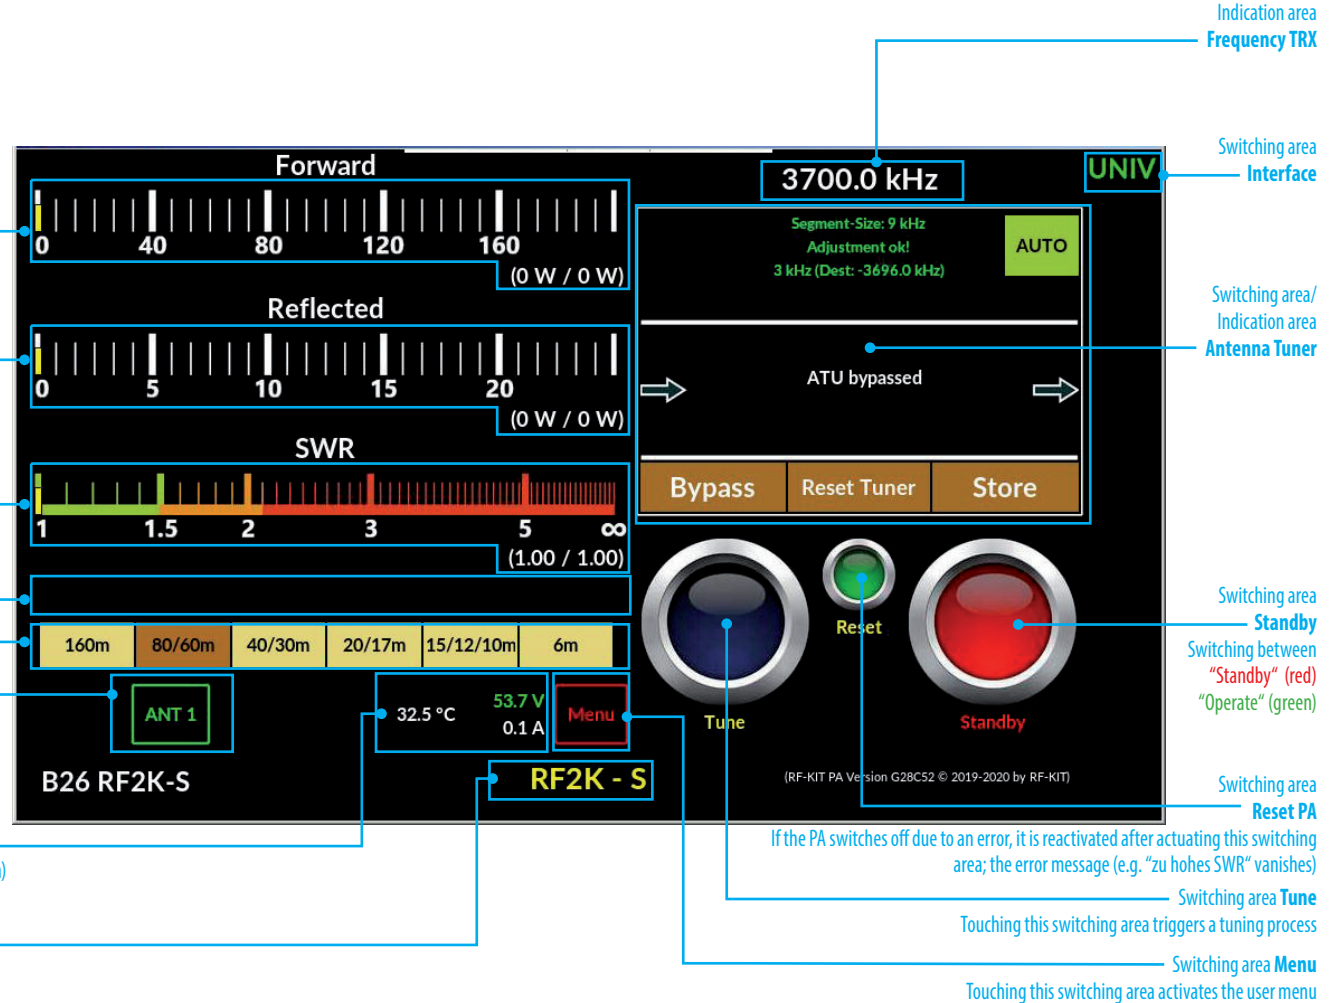 Indication area
Frequency TRX
Switching area
Interface
Switching area/
Indication area
Antenna Tuner
Switching area
Standby
Switching between
“Standby“ (red)
“Operate“ (green)
Switching area
Reset PA
If the PA switches off due to an error, it is reactivated after actuating this switching
area; the error message (e.g. “zu hohes SWR“ vanishes)
Switching area Tune
Touching this switching area triggers a tuning process
Switching area Menu
Touching this switching area activates the user menu
Forward
0 40 80 120 160
(0 W / 0 W)
Reflected
0 5 10 15 20
(0 W / 0 W)
SWR
1 1.5 2 3 5 ∞
(1.00 / 1.00)
160m 80/60m 40/30m 20/17m 15/12/10m 6m
ANT 1
32.5 °C
53.7 V
0.1 A
Menu
B26 RF2K-S
RF2K - S
3700.0 kHz
UNIV
Segment-Size: 9 kHz
Adjustment ok!
3 kHz (Dest: -3696.0 kHz)
AUTO
ATU bypassed
Bypass Reset Tuner Store
Reset
Tune
Standby
(RF-KIT PA Version G28C52 © 2019-2020 by RF-KIT)